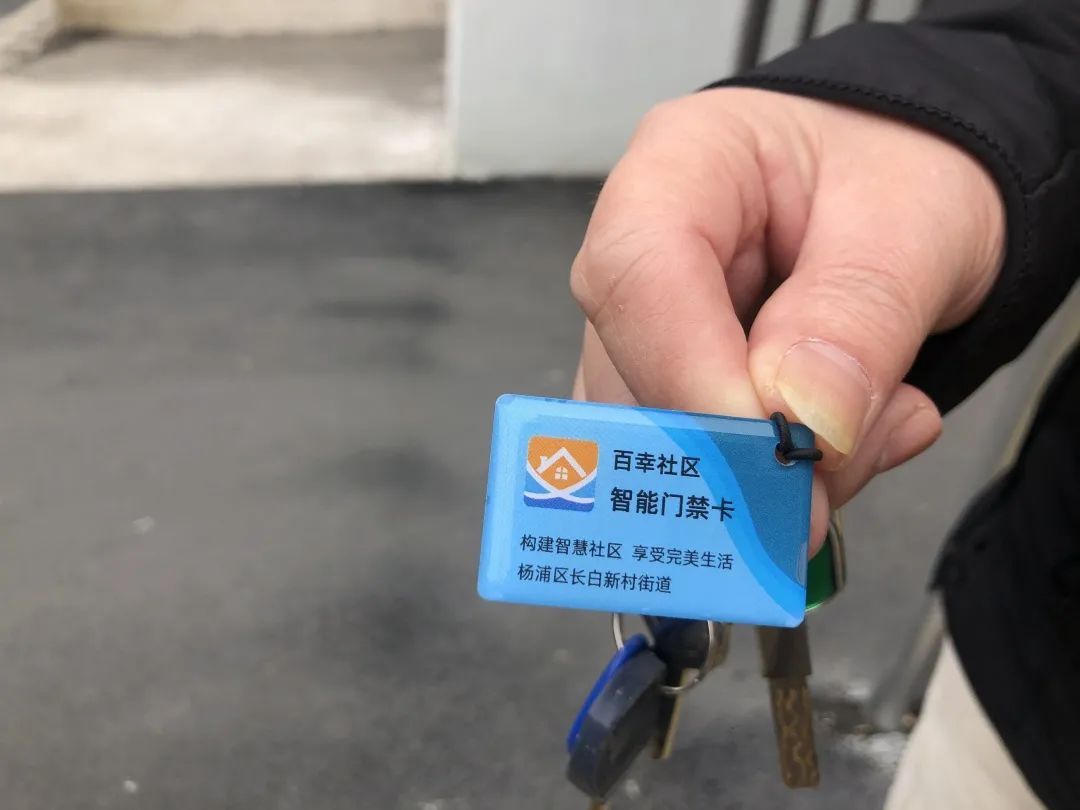 百幸社区
智能门禁卡
构建智慧社区 享受完美生活
杨浦区长白新村街道